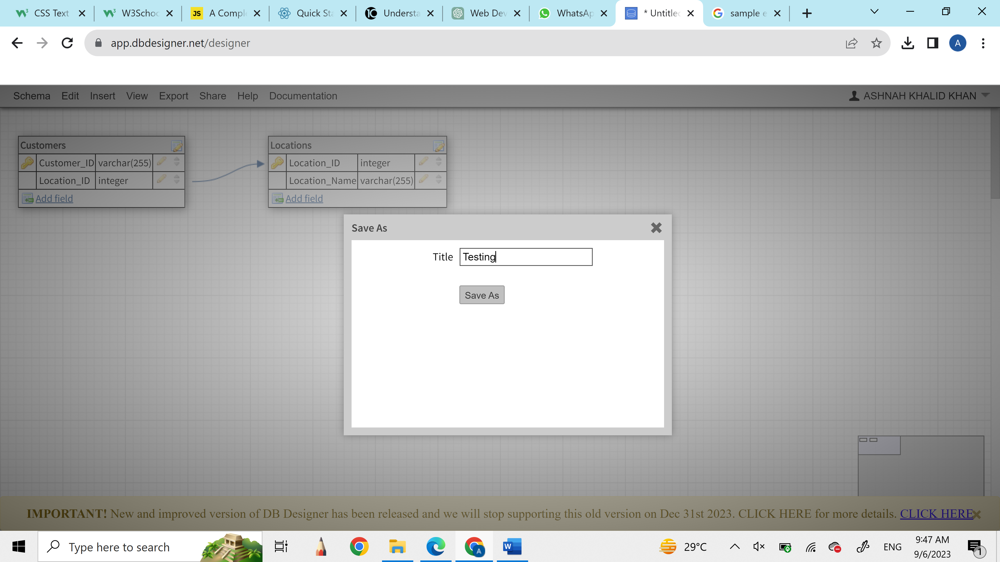 CSS Text
W3Schoo
JS
A Comple
Quick Sta
Understa
Web Dev
WhatsAp
* Untitled
sample e
app.dbdesigner.net/designer
A
Schema Edit Insert View Export Share Help Documentation
ASHNAH KHALID KHAN
Customers
Customer_ID varchar(255)
Location_ID integer
Add field
Locations
Location_ID integer
Location_Name varchar(255)
Add field
Save As
Title Testing
Save As
IMPORTANT! New and improved version of DB Designer has been released and we will stop supporting this old version on Dec 31st 2023. CLICK HERE for more details. CLICK HERE
Type here to search
A
W
29°C
ENG
9:47 AM
9/6/2023
1